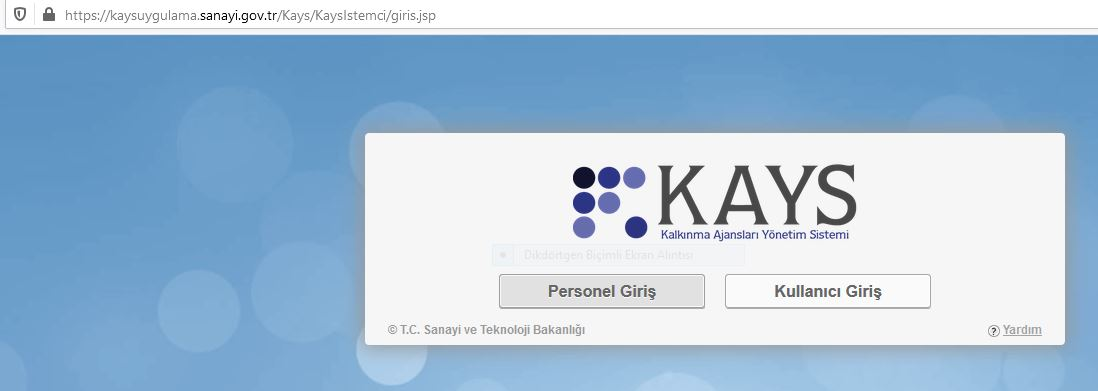 https://kaysuygulama.sanayi.gov.tr/Kays/KaysIstemci/giris.jsp
KAYS
Kalkınma Ajansları Yönetim Sistemi
Dikdörtgen Biçimli Ekran Alıntısı
Personel Giriş
Kullanıcı Giriş
© T.C. Sanayi ve Teknoloji Bakanlığı
? Yardım